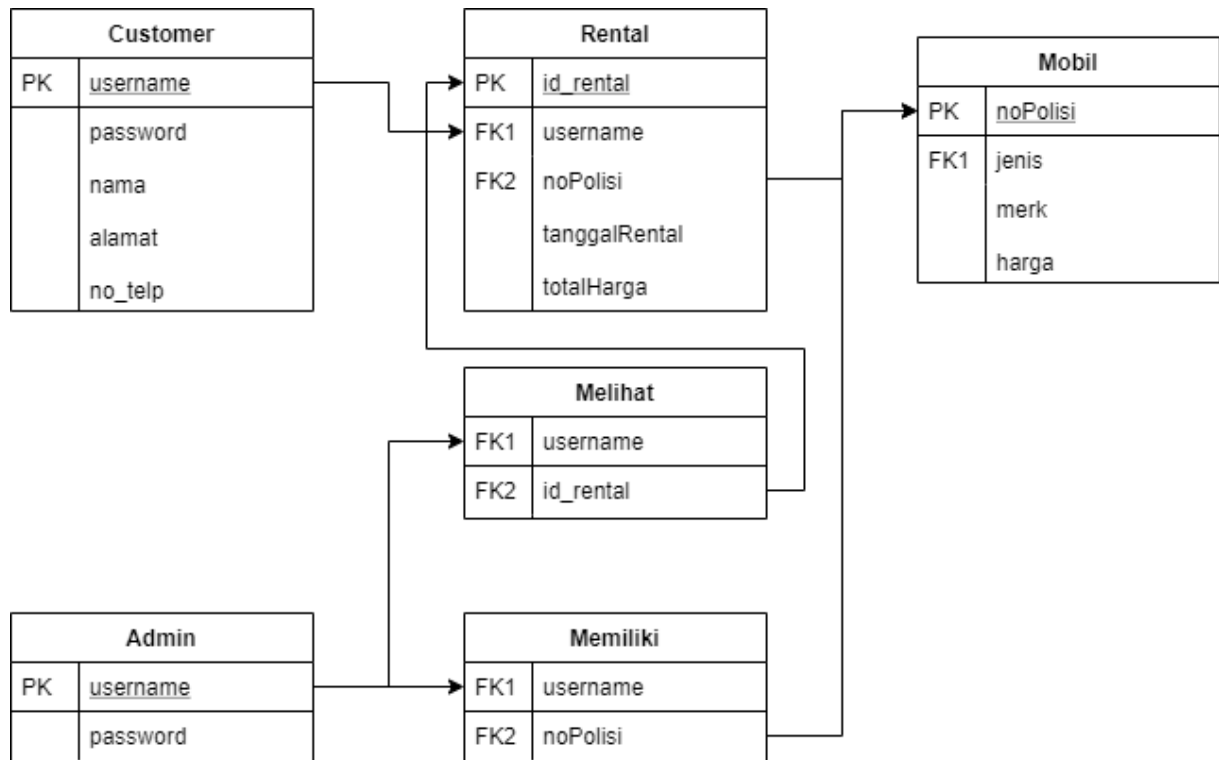 Customer
PK username
password
nama
alamat
no_telp
Rental
PK id_rental
FK1 username
FK2 noPolisi
tanggalRental
totalHarga
Mobil
PK noPolisi
FK1 jenis
merk
harga
Melihat
FK1 username
FK2 id_rental
Admin
PK username
password
Memiliki
FK1 username
FK2 noPolisi